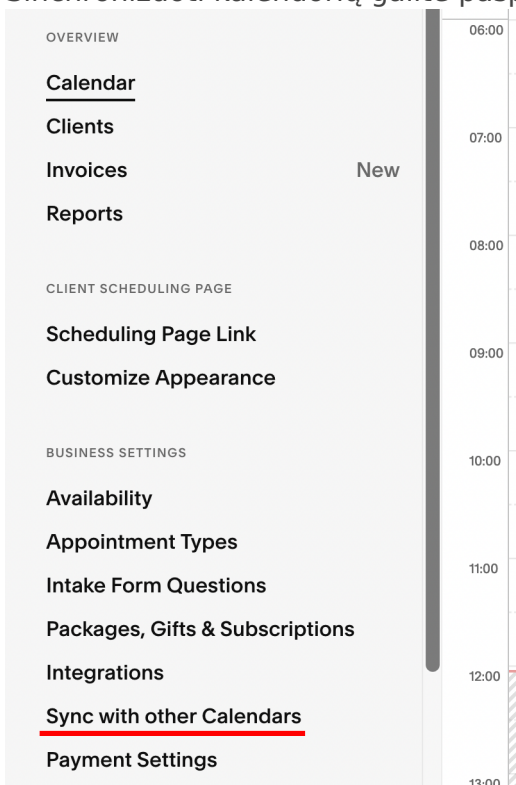 OVERVIEW
Calendar
Clients
Invoices New
Reports
CLIENT SCHEDULING PAGE
Scheduling Page Link
Customize Appearance
BUSINESS SETTINGS
Availability
Appointment Types
Intake Form Questions
Packages, Gifts & Subscriptions
Integrations
Sync with other Calendars
Payment Settings
06:00
07:00
08:00
09:00
10:00
11:00
12:00
13:00